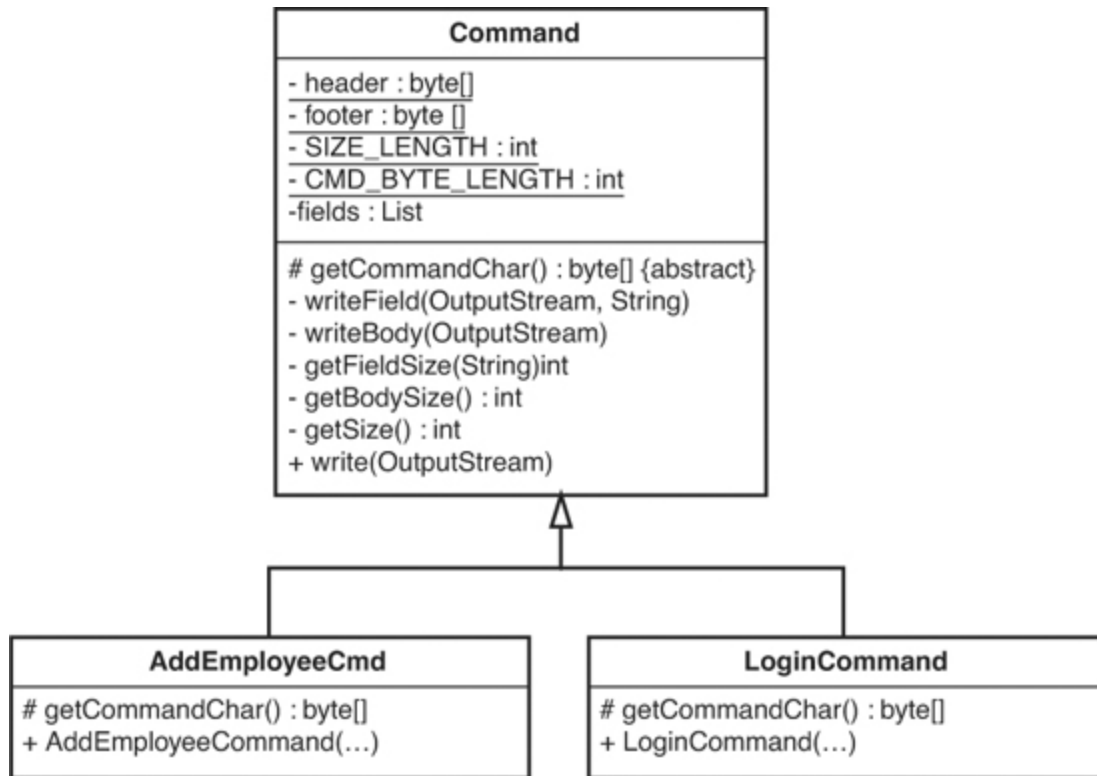 Command
- header : byte[]
- footer : byte []
- SIZE_LENGTH : int
- CMD_BYTE_LENGTH : int
-fields : List
# getCommandChar() : byte[] {abstract}
- writeField(OutputStream, String)
- writeBody(OutputStream)
- getFieldSize(String)int
- getBodySize() : int
- getSize() : int
+ write(OutputStream)
AddEmployeeCmd
# getCommandChar() : byte[]
+ AddEmployeeCommand(...)
LoginCommand
# getCommandChar() : byte[]
+ LoginCommand(...)